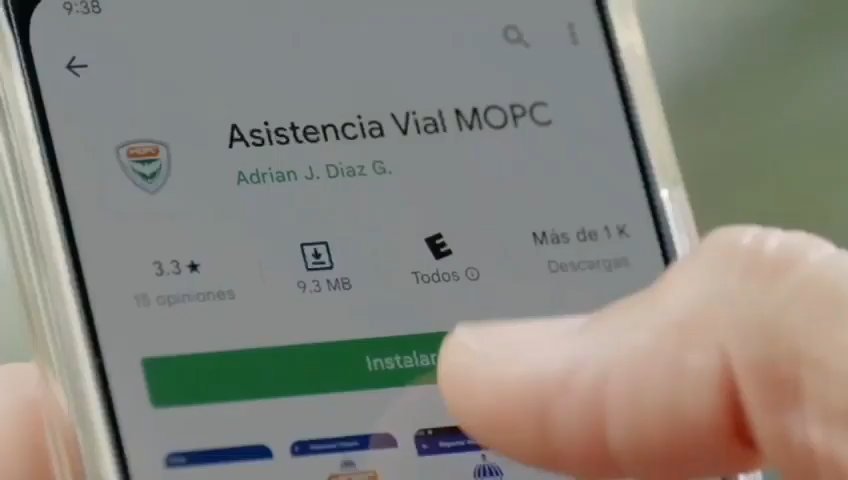 9:38
Asistencia Vial MOPC
MOPC
Adrian J. Diaz G.
3.3★
opiniones
9.3 MB
E
Todos
Más de 1 K
Descargas
Instalar